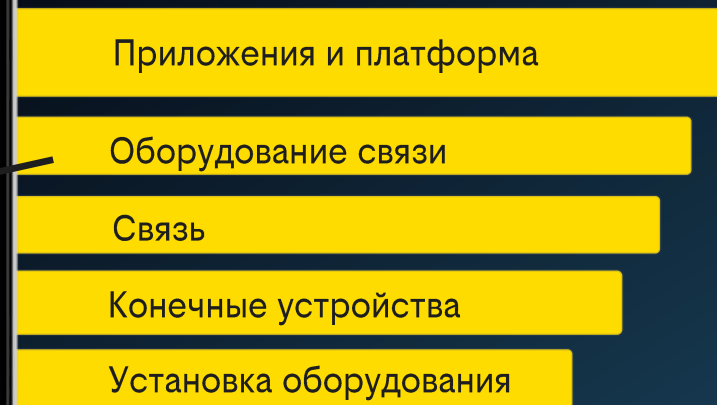 Приложения и платформа
Оборудование связи
Связь
Конечные устройства
Установка оборудования